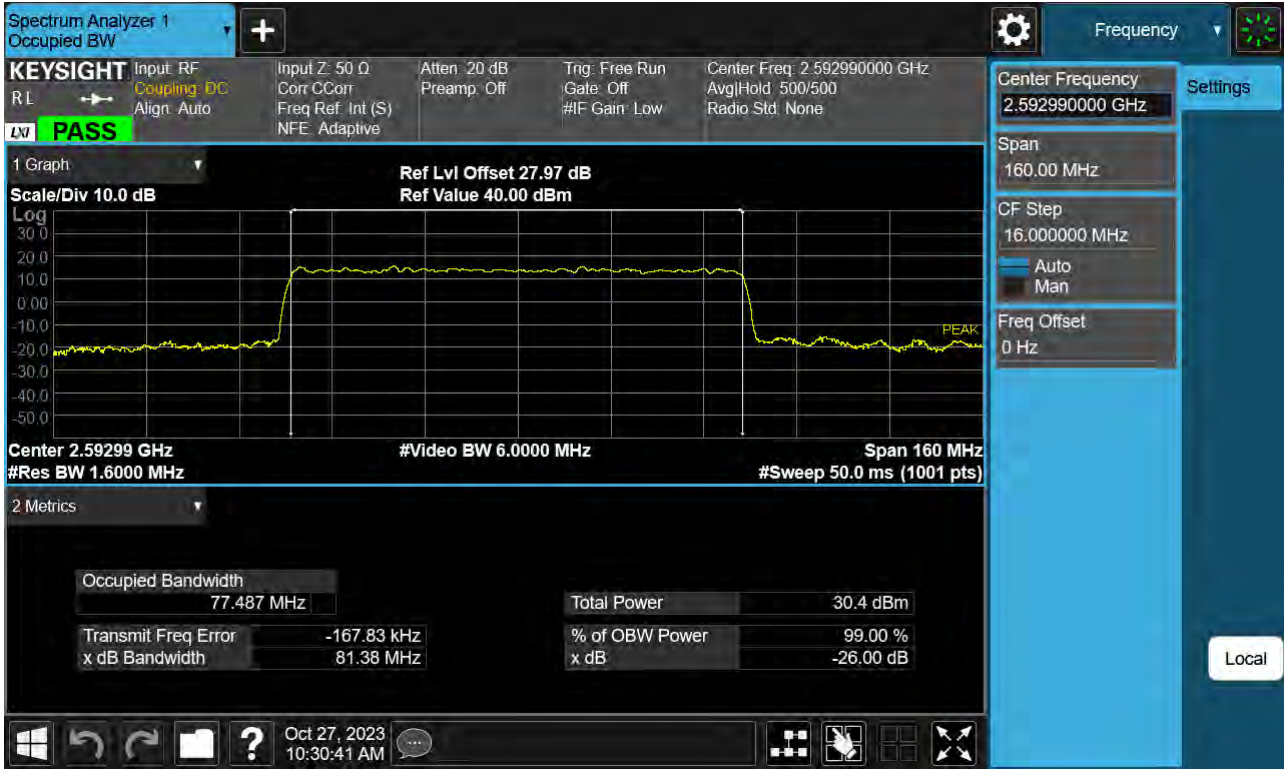 Spectrum Analyzer 1
Occupied BW
+
Frequency
KEYSIGHT
R L
LXI
PASS
Input: RF
Coupling: DC
Align: Auto
Input Z: 50 Ω
Corr CCorr
Freq Ref: Int (S)
NFE: Adaptive
Atten: 20 dB
Preamp: Off
Trig: Free Run
Gate: Off
#IF Gain: Low
Center Freq: 2.592990000 GHz
Avg|Hold: 500/500
Radio Std: None
Center Frequency
2.592990000 GHz
Settings
Span
160.00 MHz
CF Step
16.000000 MHz
Auto
Man
Freq Offset
0 Hz
Local
1 Graph
Scale/Div 10.0 dB
Ref Lvl Offset 27.97 dB
Ref Value 40.00 dBm
Log
30.0
20.0
10.0
0.00
-10.0
-20.0
-30.0
-40.0
-50.0
PEAK
Center 2.59299 GHz
#Video BW 6.0000 MHz
Span 160 MHz
#Res BW 1.6000 MHz
#Sweep 50.0 ms (1001 pts)
2 Metrics
Occupied Bandwidth
77.487 MHz
Total Power 30.4 dBm
Transmit Freq Error -167.83 kHz
% of OBW Power 99.00 %
x dB Bandwidth 81.38 MHz
x dB -26.00 dB
?
Oct 27, 2023
10:30:41 AM